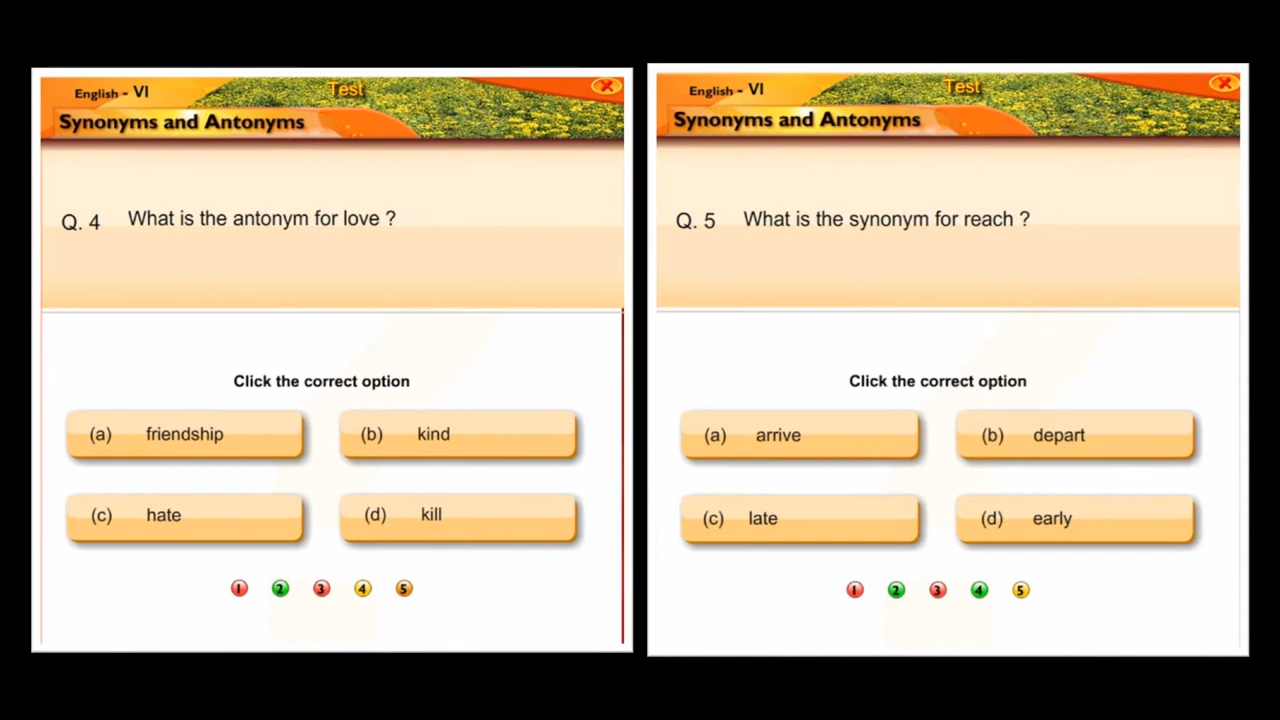 English - VI
Test
Synonyms and Antonyms
Q. 4 What is the antonym for love ?
Click the correct option
(a) friendship
(b) kind
(c) hate
(d) kill
1 2 3 4 5
English - VI
Test
Synonyms and Antonyms
Q. 5 What is the synonym for reach ?
Click the correct option
(a) arrive
(b) depart
(c) late
(d) early
1 2 3 4 5